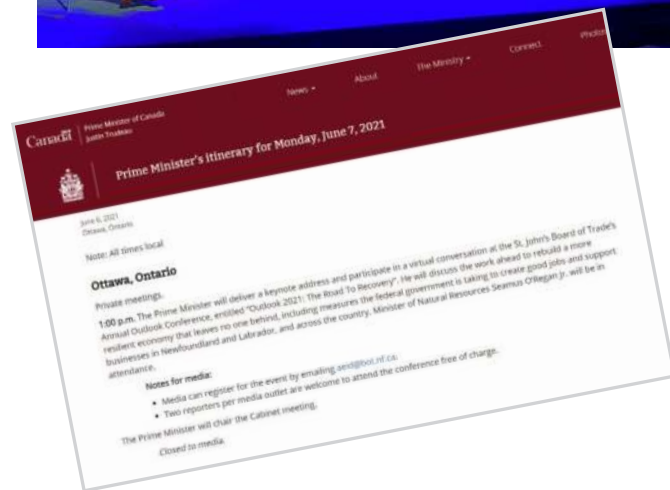 News About The Ministry Connect Photos
Canada Prime Minister of Canada
Justin Trudeau
Prime Minister's itinerary for Monday, June 7, 2021
June 6, 2021
Ottawa, Ontario
Note: All times local
Ottawa, Ontario
Private meetings.
1:00 p.m. The Prime Minister will deliver a keynote address and participate in a virtual conversation at the St. John's Board of Trade's
Annual Outlook Conference, entitled "Outlook 2021: The Road To Recovery". He will discuss the work ahead to rebuild a more
resilient economy that leaves no one behind, including measures the federal government is taking to create good jobs and support
businesses in Newfoundland and Labrador, and across the country. Minister of Natural Resources Seamus O'Regan Jr. will be in
attendance.
Notes for media:
• Media can register for the event by emailing
• Two reporters per media outlet are welcome to attend the conference free of charge.
The Prime Minister will chair the Cabinet meeting.
Closed to media.